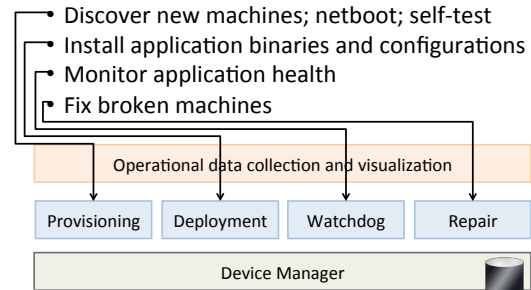 • Discover new machines; netboot; self-test
• Install application binaries and configurations
• Monitor application health
• Fix broken machines
Operational data collection and visualization
Provisioning
Deployment
Watchdog
Repair
Device Manager